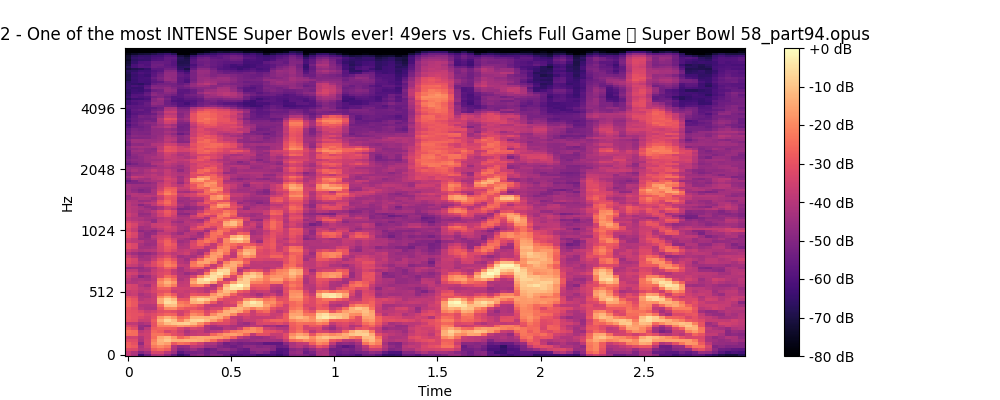 2 - One of the most INTENSE Super Bowls ever! 49ers vs. Chiefs Full Game  Super Bowl 58_part94.opus
Hz
4096
2048
1024
512
0
0 0.5 1 1.5 2 2.5
Time
+0 dB
-10 dB
-20 dB
-30 dB
-40 dB
-50 dB
-60 dB
-70 dB
-80 dB